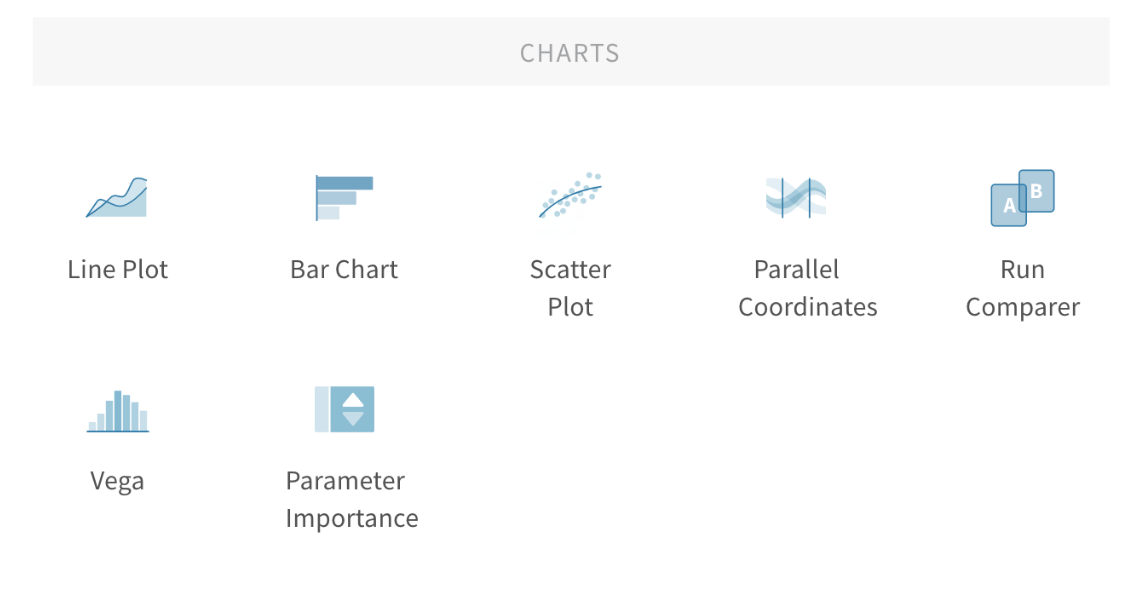 CHARTS
A B
Line Plot
Bar Chart
Scatter
Plot
Parallel
Coordinates
Run
Comparer
Vega
Parameter
Importance